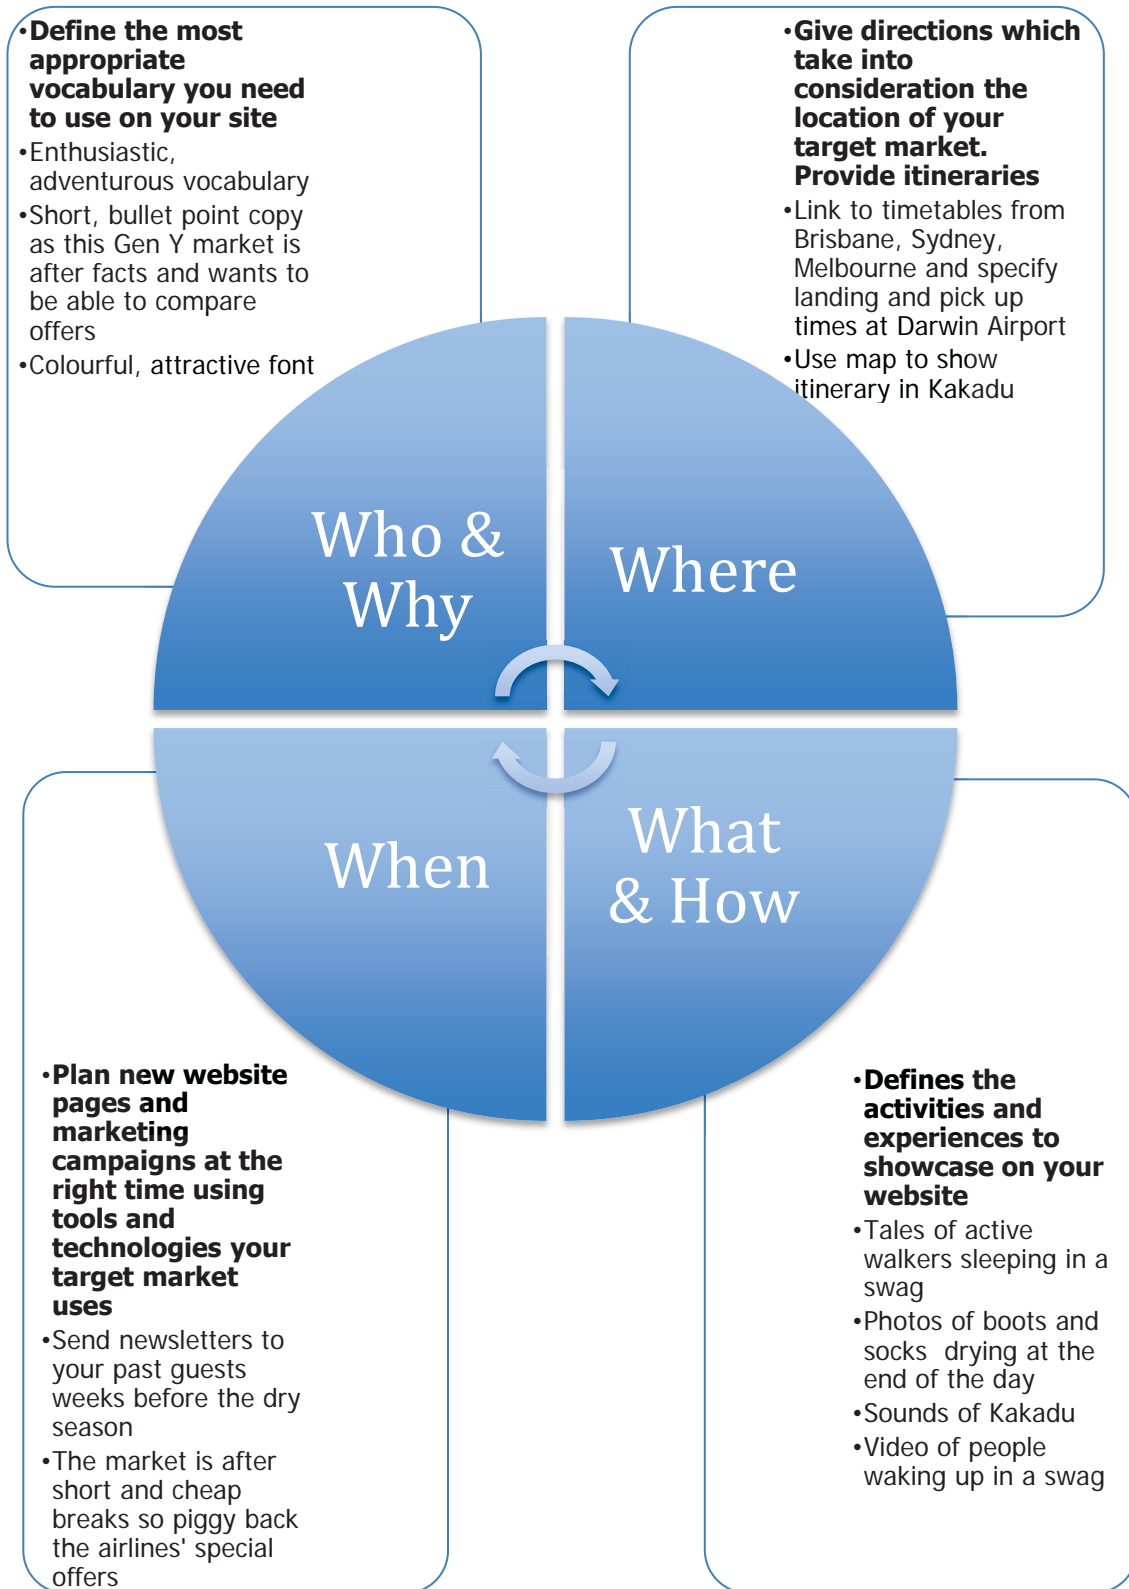 •Define the most
appropriate
vocabulary you need
to use on your site
•Enthusiastic,
adventurous vocabulary
•Short, bullet point copy
as this Gen Y market is
after facts and wants to
be able to compare
offers
•Colourful, attractive font
•Give directions which
take into
consideration the
location of your
target market.
Provide itineraries
•Link to timetables from
Brisbane, Sydney,
Melbourne and specify
landing and pick up
times at Darwin Airport
•Use map to show
itinerary in Kakadu
Who &
Why
Where
When
What
& How
•Plan new website
pages and
marketing
campaigns at the
right time using
tools and
technologies your
target market
uses
•Send newsletters to
your past guests
weeks before the dry
season
•The market is after
short and cheap
breaks so piggy back
the airlines' special
offers
•Defines the
activities and
experiences to
showcase on your
website
•Tales of active
walkers sleeping in a
swag
•Photos of boots and
socks  drying at the
end of the day
•Sounds of Kakadu
•Video of people
waking up in a swag